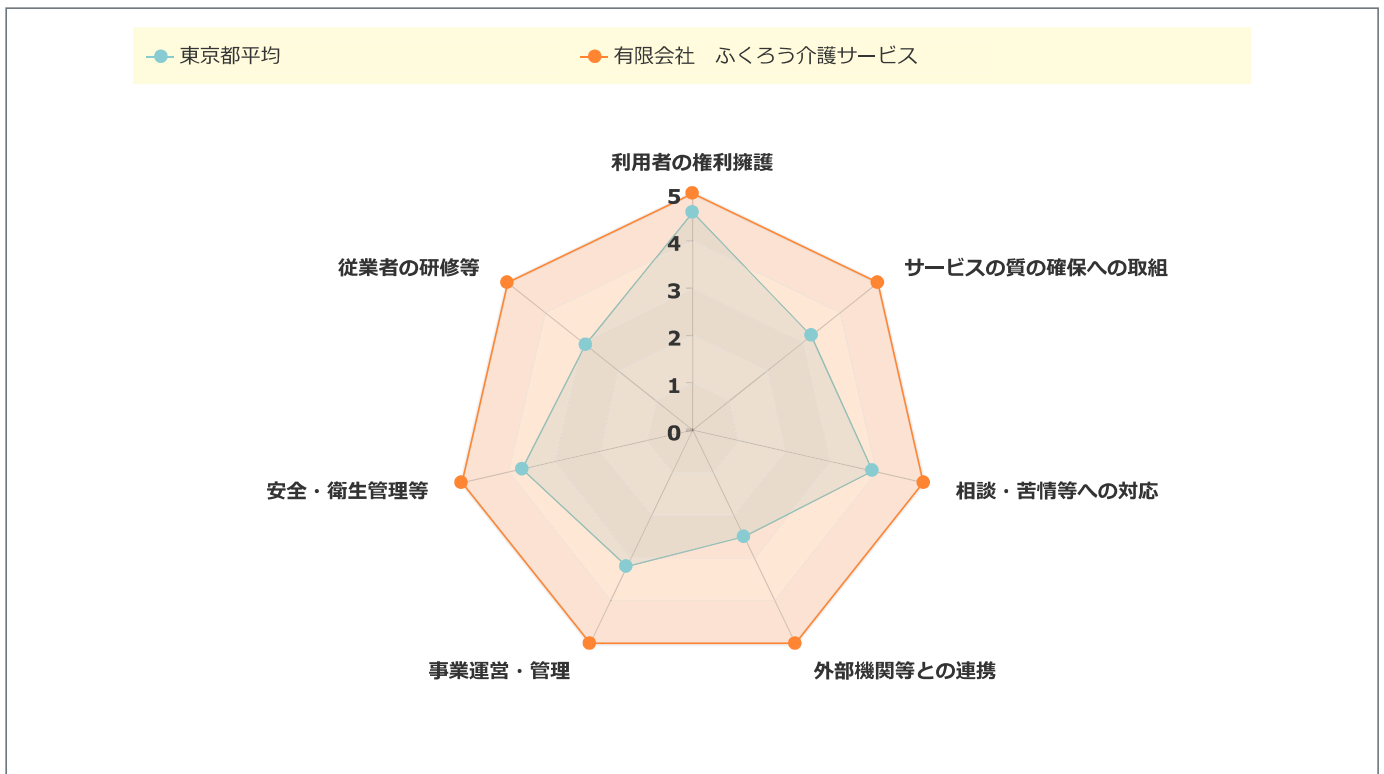 東京都平均
有限会社　ふくろう介護サービス
利用者の権利擁護
サービスの質の確保への取組
相談・苦情等への対応
外部機関等との連携
事業運営・管理
安全・衛生管理等
従業者の研修等
5
4
3
2
1
0